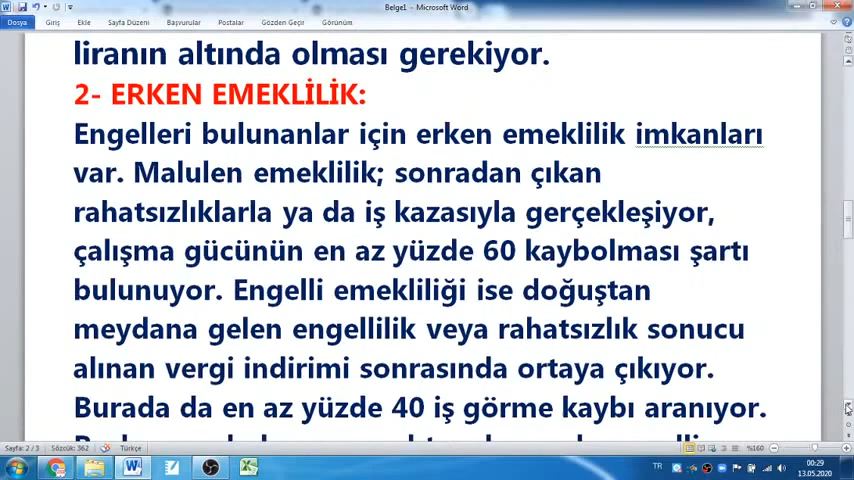 Belge1 - Microsoft Word
Dosya Giriş Ekle Sayfa Düzeni Başvurular Postalar Gözden Geçir Görünüm
liranın altında olması gerekiyor.
2- ERKEN EMEKLİLİK:
Engelleri bulunanlar için erken emeklilik imkanları
var. Malulen emeklilik; sonradan çıkan
rahatsızlıklarla ya da iş kazasıyla gerçekleşiyor,
çalışma gücünün en az yüzde 60 kaybolması şartı
bulunuyor. Engelli emekliliği ise doğuştan
meydana gelen engellilik veya rahatsızlık sonucu
alınan vergi indirimi sonrasında ortaya çıkıyor.
Burada da en az yüzde 40 iş görme kaybı aranıyor.
Sayfa: 2 / 3 Sözcük: 362 Türkçe %160
TR 00:29
13.05.2020